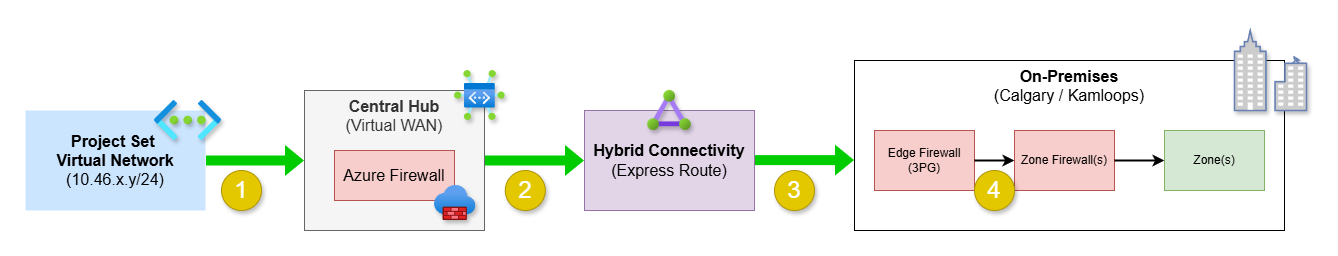 Project Set
Virtual Network
(10.46.x.y/24)
1
Central Hub
(Virtual WAN)
Azure Firewall
2
Hybrid Connectivity
(Express Route)
3
On-Premises
(Calgary / Kamloops)
Edge Firewall
(3PG)
4
Zone Firewall(s)
Zone(s)